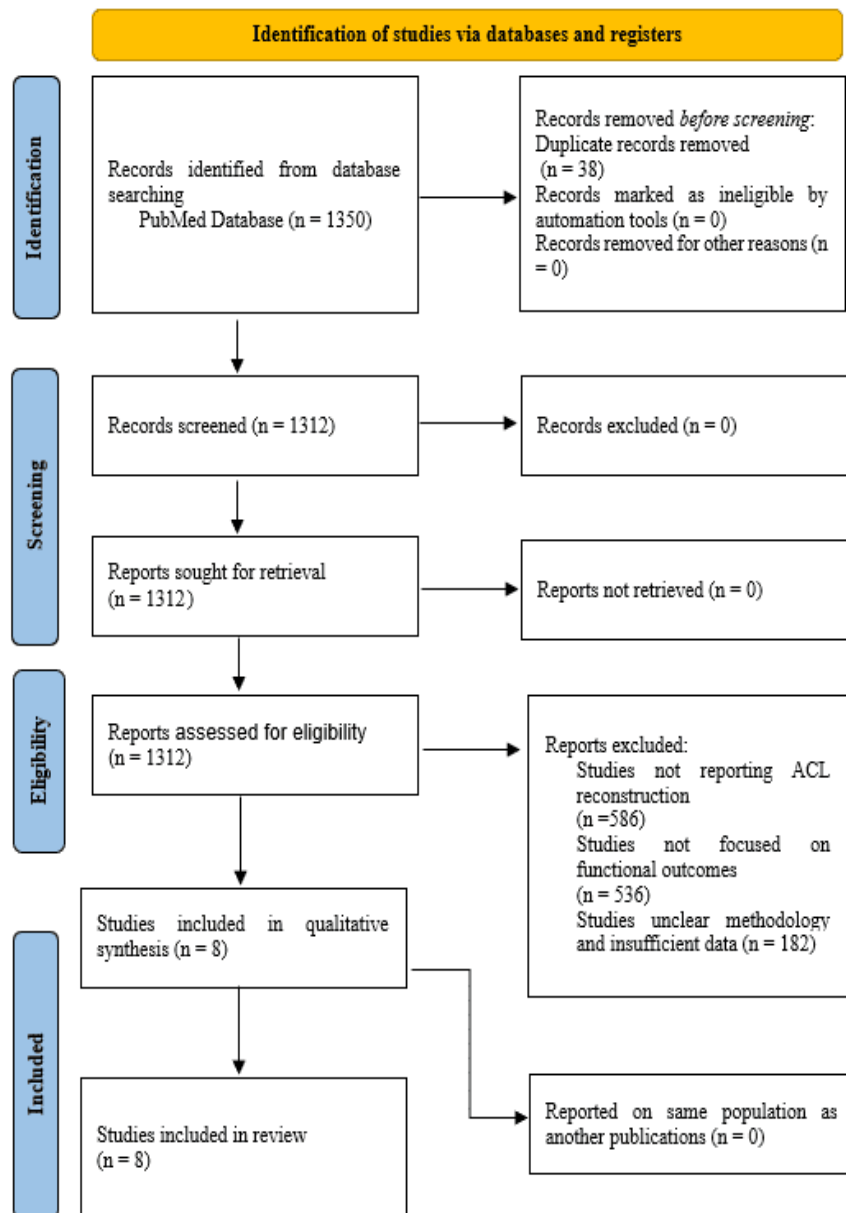 Identification of studies via databases and registers
Identification
Records identified from database
searching
PubMed Database (n = 1350)
Records removed before screening:
Duplicate records removed
(n = 38)
Records marked as ineligible by
automation tools (n = 0)
Records removed for other reasons (n
= 0)
Screening
Records screened (n = 1312)
Records excluded (n = 0)
Reports sought for retrieval
(n = 1312)
Reports not retrieved (n = 0)
Eligibility
Reports assessed for eligibility
(n = 1312)
Reports excluded:
Studies not reporting ACL
reconstruction
(n =586)
Studies not focused on
functional outcomes
(n = 536)
Studies unclear methodology
and insufficient data (n = 182)
Studies included in qualitative
synthesis (n = 8)
Included
Studies included in review
(n = 8)
Reported on same population as
another publications (n = 0)